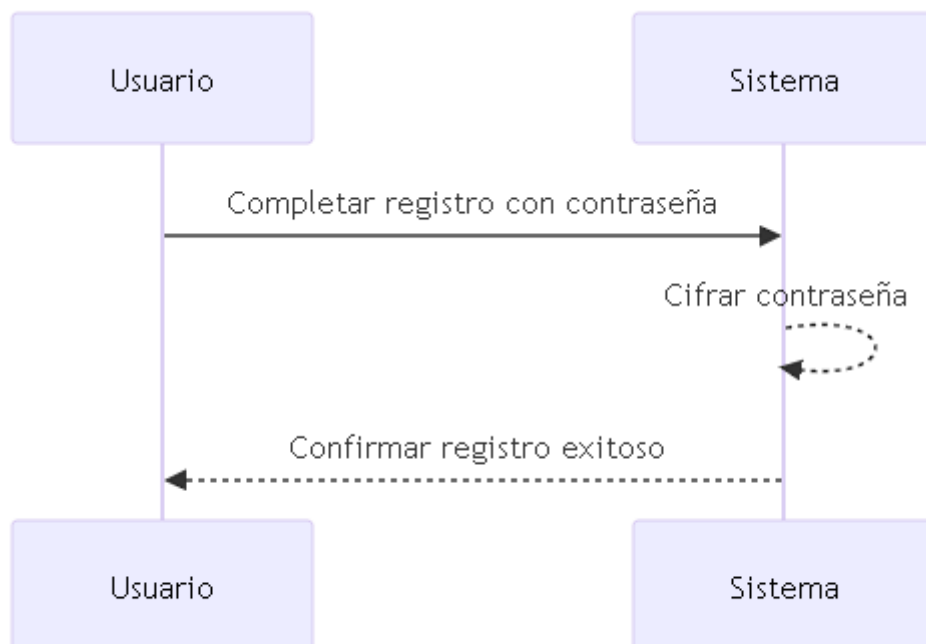 Usuario
Sistema
Completar registro con contraseña
Cifrar contraseña
Confirmar registro exitoso
Usuario
Sistema